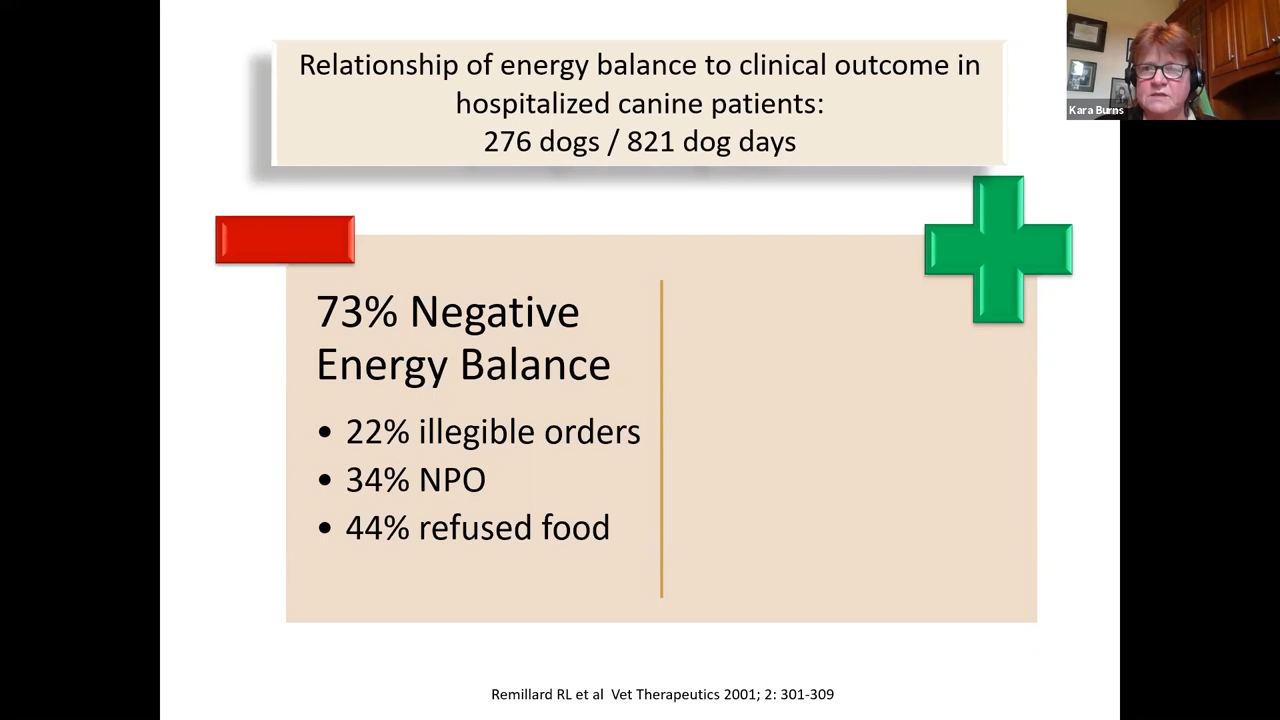 Relationship of energy balance to clinical outcome in
hospitalized canine patients:
276 dogs / 821 dog days
Kara Burns
73% Negative
Energy Balance
• 22% illegible orders
• 34% NPO
• 44% refused food
Remillard RL et al Vet Therapeutics 2001; 2: 301-309